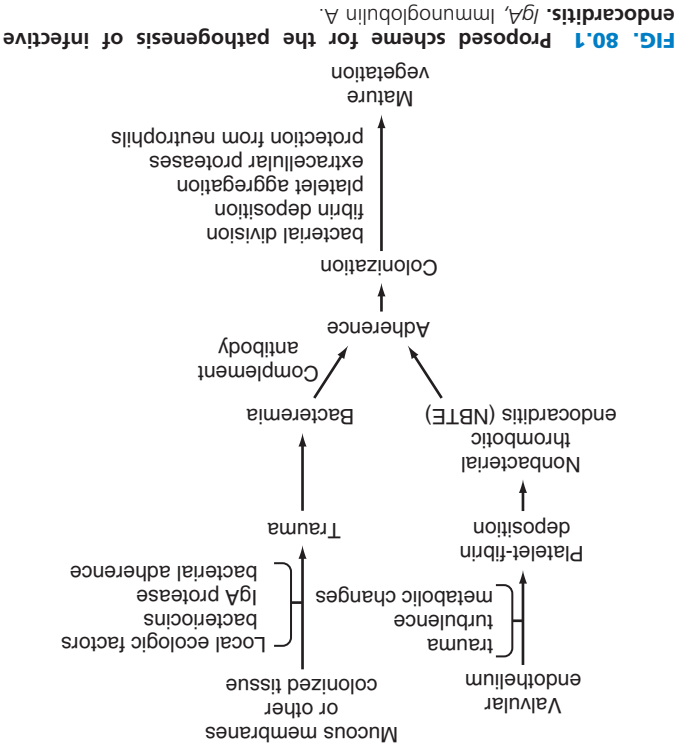 Valvular
endothelium
trauma
turbulence
metabolic changes
Platelet-fibrin
deposition
Nonbacterial
thrombotic
endocarditis (NBTE)
Mucous membranes
or other
colonized tissue
Local ecologic factors
bacteriocins
IgA protease
bacterial adherence
Trauma
Bacteremia
Complement
antibody
Adherence
Colonization
bacterial division
fibrin deposition
platelet aggregation
extracellular proteases
protection from neutrophils
Mature
vegetation
FIG. 80.1 Proposed scheme for the pathogenesis of infective
endocarditis. IgA, Immunoglobulin A.